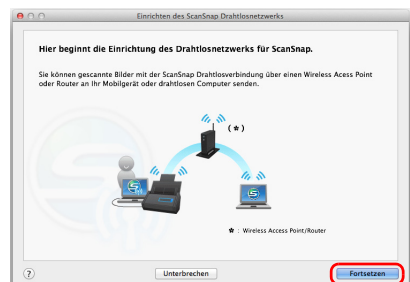 Einrichten des ScanSnap Drahtlosnetzwerks
Hier beginnt die Einrichtung des Drahtlosnetzwerks für ScanSnap.
Sie können gescannte Bilder mit der ScanSnap Drahtlosverbindung über einen Wireless Acess Point
oder Router an Ihr Mobilgerät oder drahtlosen Computer senden.
(★)
★ : Wireless Access Point/Router
?
Unterbrechen
Fortsetzen